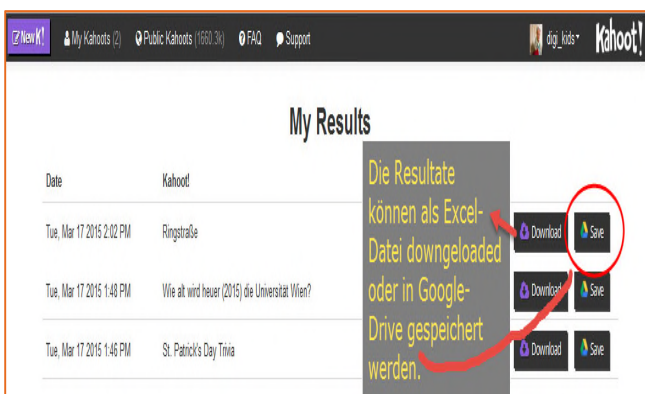 New K! My Kahoots (2) Public Kahoots (1660.3k) FAQ Support digi_kids Kahoot!
My Results
Date Kahoot!
Tue, Mar 17 2015 2:02 PM Ringstraße Download Save
Tue, Mar 17 2015 1:48 PM Wie alt wird heuer (2015) die Universität Wien? Download Save
Tue, Mar 17 2015 1:46 PM St. Patrick's Day Trivia Download Save
Die Resultate
können als Excel-
Datei downgeloaded
oder in Google-
Drive gespeichert
werden.